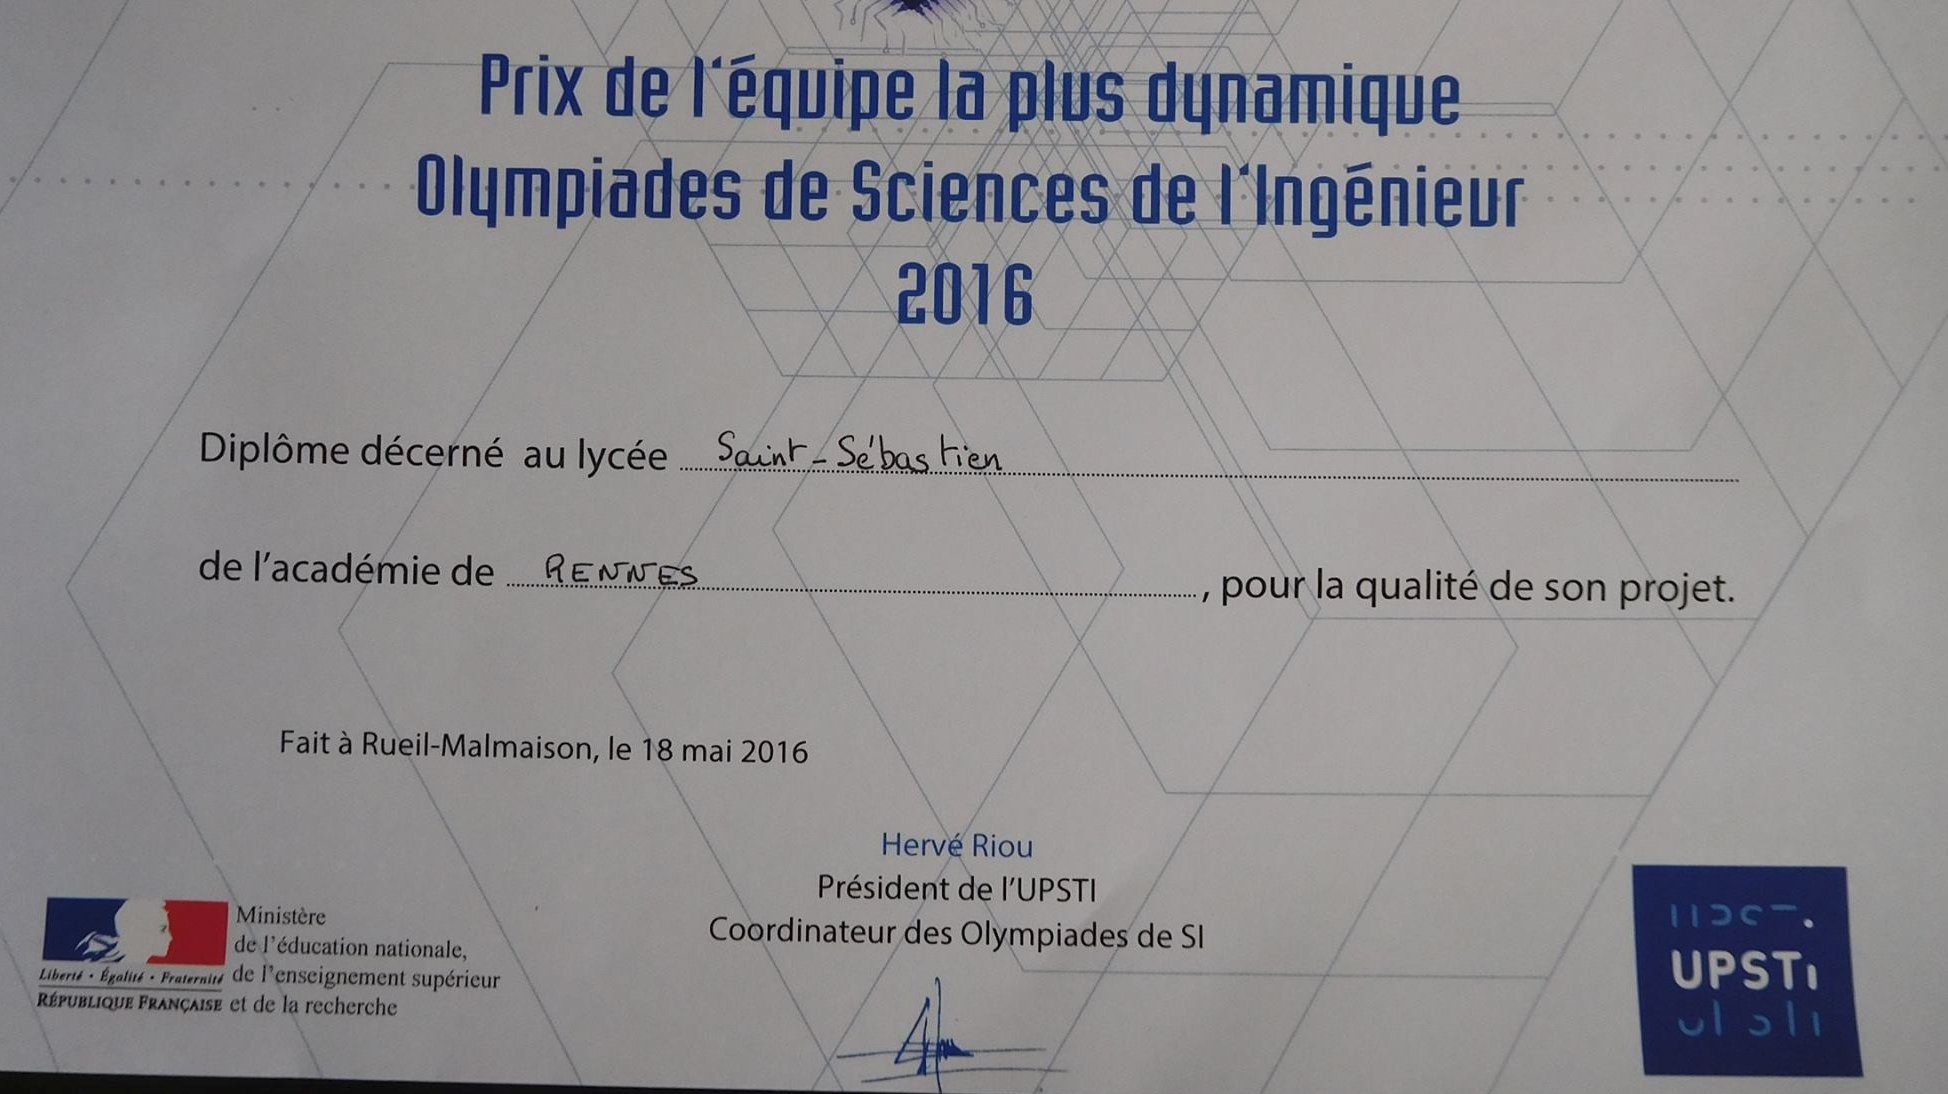 Prix de l'équipe la plus dynamique
Olympiades de Sciences de l'Ingénieur
2016
Diplôme décerné au lycée Saint-Sébastien
de l'académie de RENNES, pour la qualité de son projet.
Fait à Rueil-Malmaison, le 18 mai 2016
Hervé Riou
Président de l'UPSTI
Coordinateur des Olympiades de SI
Ministère
de l'éducation nationale,
de l'enseignement supérieur
et de la recherche
Liberté • Égalité • Fraternité
RÉPUBLIQUE FRANÇAISE
UPSTI